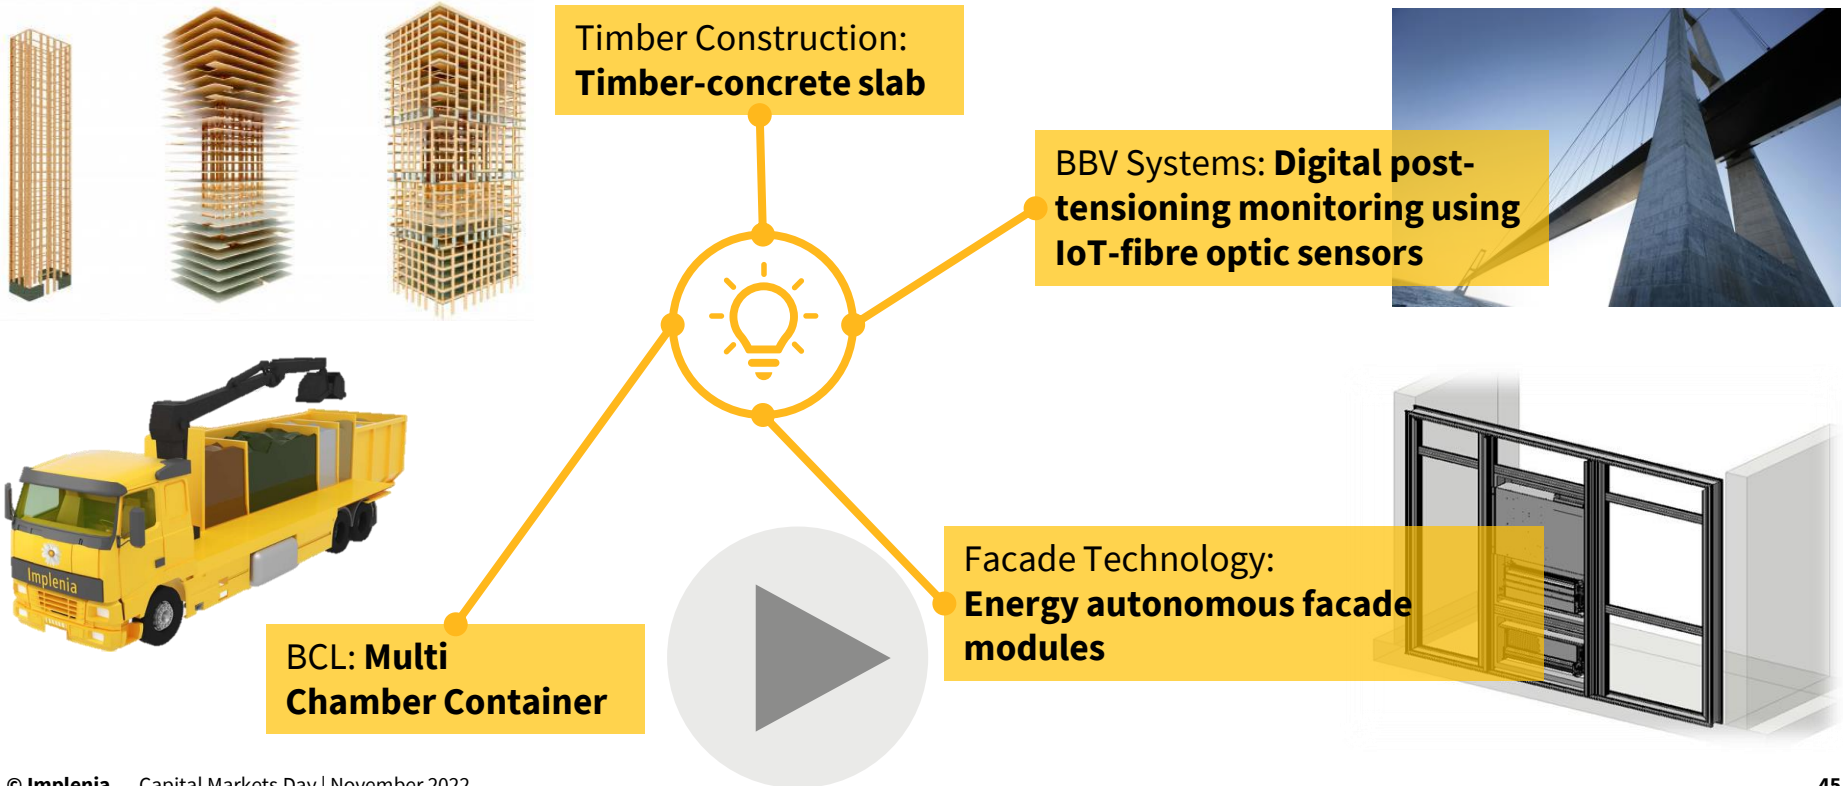 Timber Construction:
Timber-concrete slab
BBV Systems: Digital post-
tensioning monitoring using
IoT-fibre optic sensors
Implenia
Facade Technology:
Energy autonomous facade
modules
BCL: Multi
Chamber Container
© Implenia Capital Markets Day | November 2022
45